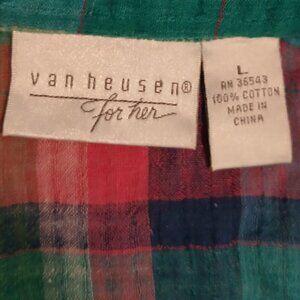 van heusen®
for her
L
RN 36543
100% COTTON
MADE IN
CHINA